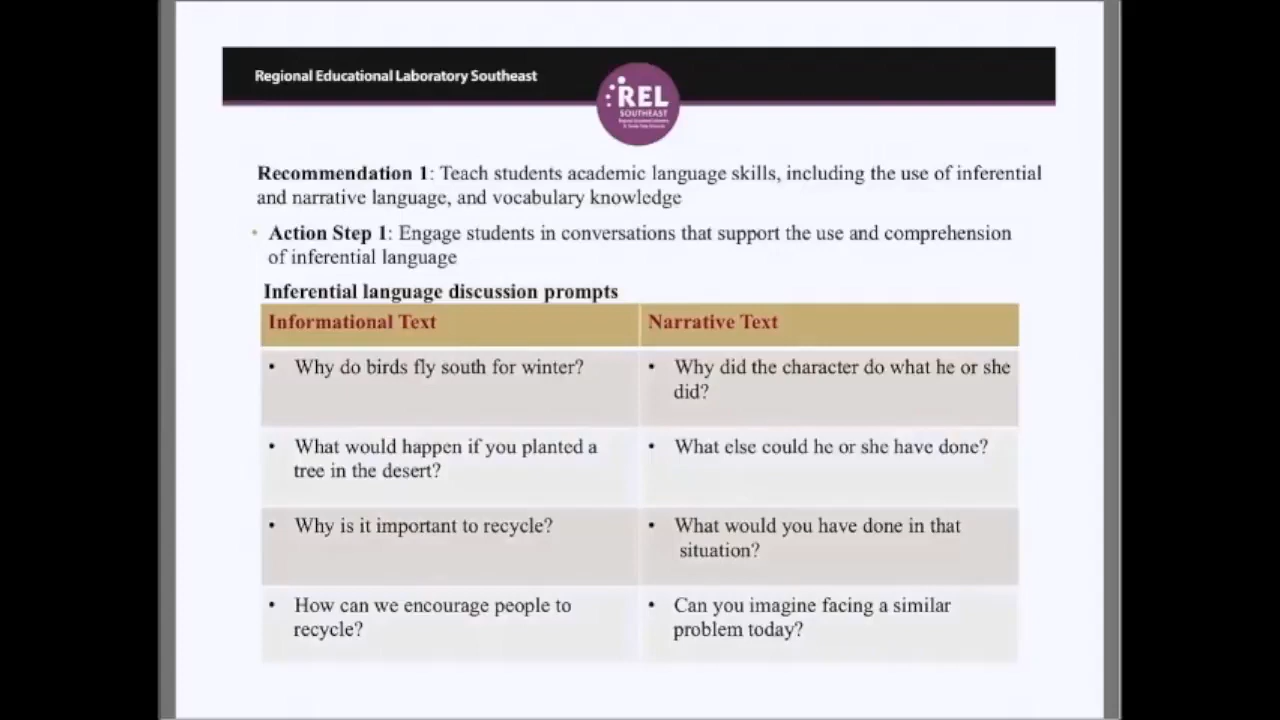 Regional Educational Laboratory Southeast
REL
SOUTHEAST
Recommendation 1: Teach students academic language skills, including the use of inferential
and narrative language, and vocabulary knowledge
• Action Step 1: Engage students in conversations that support the use and comprehension
of inferential language
Inferential language discussion prompts
Informational Text
Narrative Text
• Why do birds fly south for winter?
• Why did the character do what he or she
did?
• What would happen if you planted a
tree in the desert?
• What else could he or she have done?
• Why is it important to recycle?
• What would you have done in that
situation?
• How can we encourage people to
recycle?
• Can you imagine facing a similar
problem today?